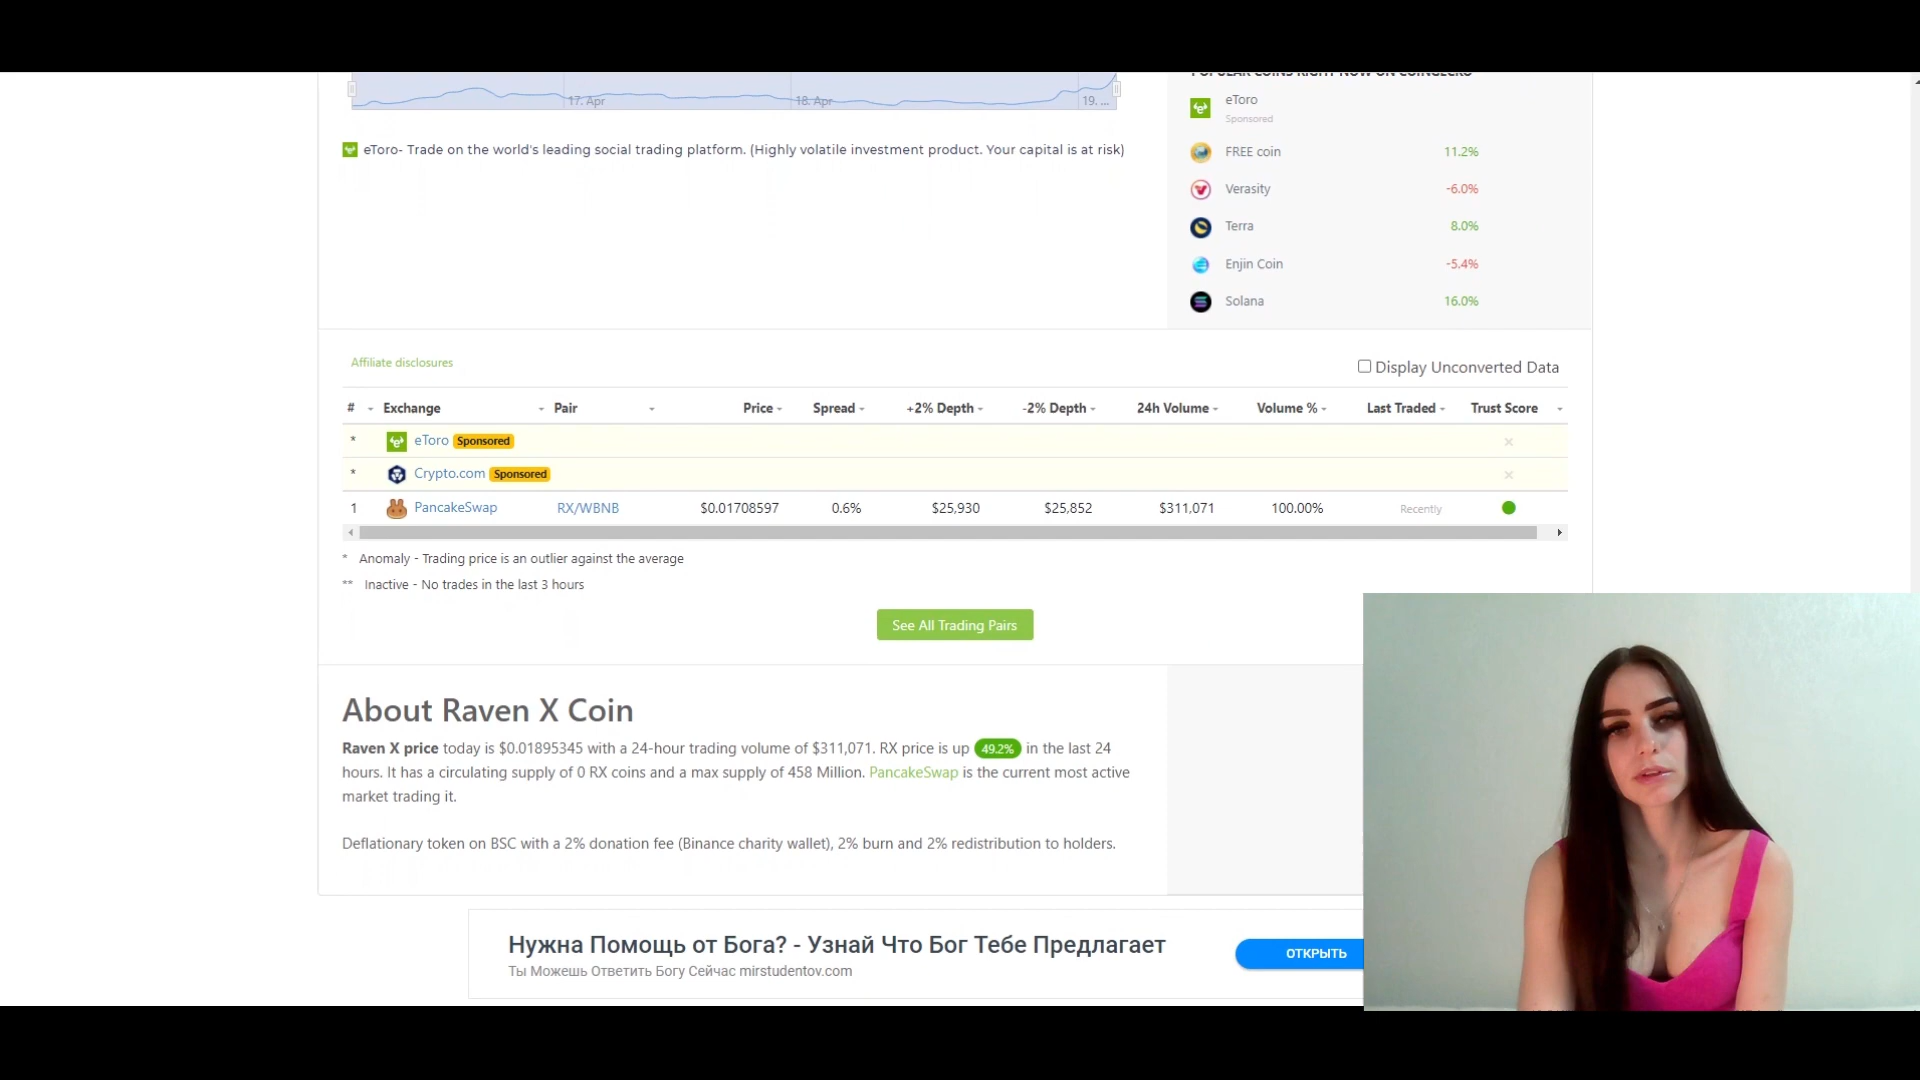 POPULAR COINS RIGHT NOW ON COINGECKO
17. Apr
18. Apr
19. ...
eToro
Sponsored
eToro- Trade on the world's leading social trading platform. (Highly volatile investment product. Your capital is at risk)
FREE coin 11.2%
Verasity -6.0%
Terra 8.0%
Enjin Coin -5.4%
Solana 16.0%
Affiliate disclosures
Display Unconverted Data
# Exchange Pair Price Spread +2% Depth -2% Depth 24h Volume Volume % Last Traded Trust Score
* eToro Sponsored
* Crypto.com Sponsored
1 PancakeSwap RX/WBNB $0.01708597 0.6% $25,930 $25,852 $311,071 100.00% Recently
* Anomaly - Trading price is an outlier against the average
** Inactive - No trades in the last 3 hours
See All Trading Pairs
About Raven X Coin
Raven X price today is $0.01895345 with a 24-hour trading volume of $311,071. RX price is up 49.2% in the last 24
hours. It has a circulating supply of 0 RX coins and a max supply of 458 Million. PancakeSwap is the current most active
market trading it.
Deflationary token on BSC with a 2% donation fee (Binance charity wallet), 2% burn and 2% redistribution to holders.
Нужна Помощь от Бога? - Узнай Что Бог Тебе Предлагает
Ты Можешь Ответить Богу Сейчас mirstudentov.com
ОТКРЫТЬ